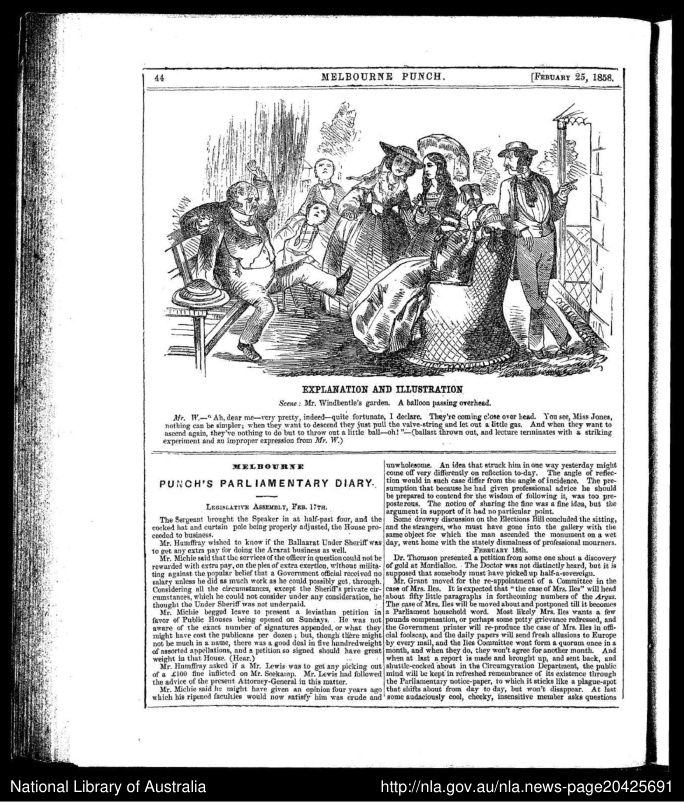 44
MELBOURNE PUNCH.
[FEBUARY 25, 1858.
EXPLANATION AND ILLUSTRATION
Scene: Mr. Windbentle's garden. A balloon passing overhead.
Mr. W.—"Ah, dear me—very pretty, indeed—quite fortunate, I declare. They're coming close over head. You see, Miss Jones,
nothing can be simpler; when they want to descend they just pull the valve-string and let out a little gas. And when they want to
ascend again, they've nothing to do but to throw out a little ball—oh!"—(ballast thrown out, and lecture terminates with a striking
experiment and an improper expression from Mr. W.)
MELBOURNE
PUNCH'S PARLIAMENTARY DIARY.
LEGISLATIVE ASSEMBLY, FEB. 17TH.
The Sergeant brought the Speaker in at half-past four, and the
cocked hat and curtain pole being properly adjusted, the House pro-
ceeded to business.
Mr. Humffray wished to know if the Ballaarat Under Sheriff was
to get any extra pay for doing the Ararat business as well.
Mr. Michie said that the services of the officer in question could not be
rewarded with extra pay, on the plea of extra exertion, without milita-
ting against the popular belief that a Government official received no
salary unless he did as much work as he could possibly get, through.
Considering all the circumstances, except the Sheriff's private cir-
cumstances, which he could not consider under any consideration, he
thought the Under Sheriff was not underpaid.
Mr. Michie begged leave to present a leviathan petition in
favor of Public Houses being opened on Sundays. He was not
aware of the exact number of signatures appended, or what they
might have cost the publicans per dozen; but, though there might
not be much in a name, there was a good deal in five hundredweight
of assorted appellations, and a petition so signed should have great
weight in that House. (Hear.)
Mr. Humffray asked if a Mr. Lewis was to get any picking out
of a £100 fine inflicted on Mr. Seekamp. Mr. Lewis had followed
the advice of the present Attorney-General in this matter.
Mr. Michie said he might have given an opinion four years ago
which his ripened faculties would now satisfy him was crude and
unwholesome. An idea that struck him in one way yesterday might
come off very differently on reflection to-day. The angle of reflec-
tion would in such case differ from the angle of incidence. The pre-
sumption that because he had given professional advice he should
be prepared to contend for the wisdom of following it, was too pre-
posterous. The notion of sharing the fine was a fine idea, but the
argument in support of it had no particular point.
Some drowsy discussion on the Elections Bill concluded the sitting,
and the strangers, who must have gone into the gallery with the
same object for which the man ascended the monument on a wet
day, went home with the stately dismalness of professional mourners.
FEBRUARY 18th.
Dr. Thomson presented a petition from some one about a discovery
of gold at Mordialloc. The Doctor was not distinctly heard, but it is
supposed that somebody must have picked up half-a-sovereign.
Mr. Grant moved for the re-appointment of a Committee in the
case of Mrs. Iles. It is expected that "the case of Mrs. Iles" will head
about fifty little paragraphs in forthcoming numbers of the Argus.
The case of Mrs. Iles will be moved about and postponed till it becomes
a Parliamentary household word. Most likely Mrs. Iles wants a few
pounds compensation, or perhaps some petty grievance redressed, and
the Government printer will re-produce the case of Mrs. Iles in offi-
cial foolscap, and the daily papers will send fresh allusions to Europe
by every mail, and the Iles Committee wont form a quorum once in a
month, and when they do, they won't agree for another month. And
when at last a report is made and brought up, and sent back, and
shuttle-cocked about in the Circumgyration Department, the public
mind will be kept in refreshed remembrance of its existence through
the Parliamentary notice-paper, to which it sticks like a plague-spot
that shifts about from day to day, but won't disappear. At last
some audaciously cool, cheeky, insensitive member asks questions
National Library of Australia
http://nla.gov.au/nla.news-page20425691